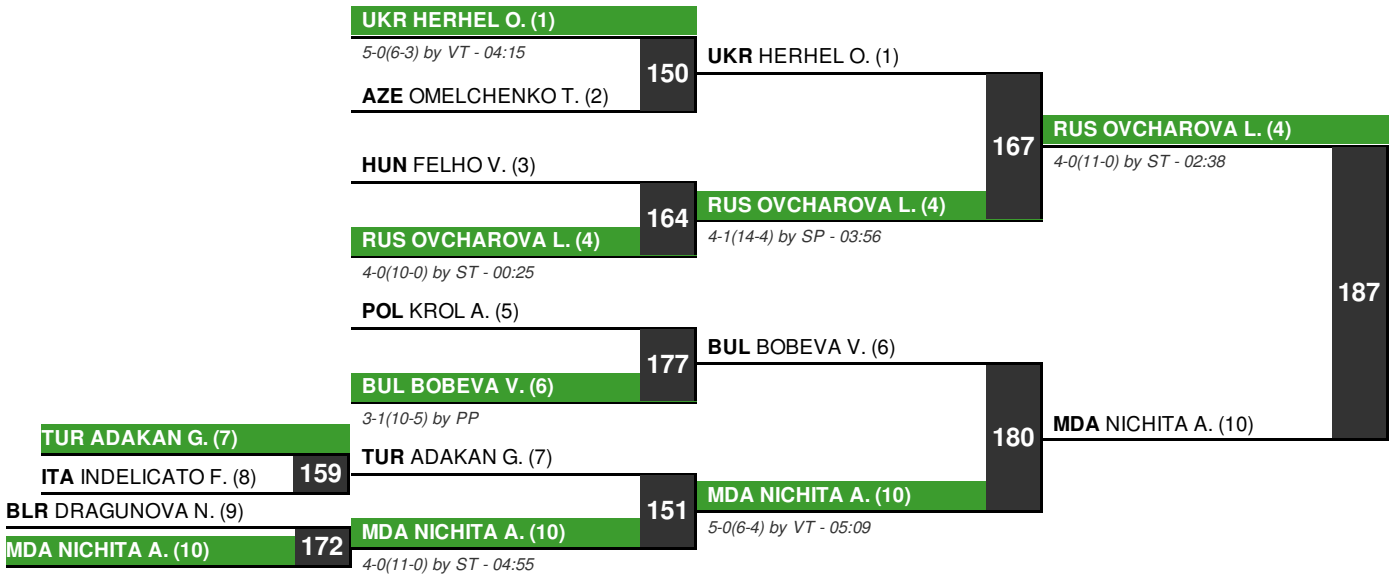 UKR HERHEL O. (1)
5-0(6-3) by VT - 04:15
150
AZE OMELCHENKO T. (2)
UKR HERHEL O. (1)
HUN FELHO V. (3)
164
RUS OVCHAROVA L. (4)
4-0(10-0) by ST - 00:25
167
RUS OVCHAROVA L. (4)
4-1(14-4) by SP - 03:56
RUS OVCHAROVA L. (4)
4-0(11-0) by ST - 02:38
187
POL KROL A. (5)
177
BUL BOBEVA V. (6)
3-1(10-5) by PP
BUL BOBEVA V. (6)
180
MDA NICHITA A. (10)
TUR ADAKAN G. (7)
ITA INDELICATO F. (8)
159
TUR ADAKAN G. (7)
151
MDA NICHITA A. (10)
5-0(6-4) by VT - 05:09
BLR DRAGUNOVA N. (9)
MDA NICHITA A. (10)
172
MDA NICHITA A. (10)
4-0(11-0) by ST - 04:55